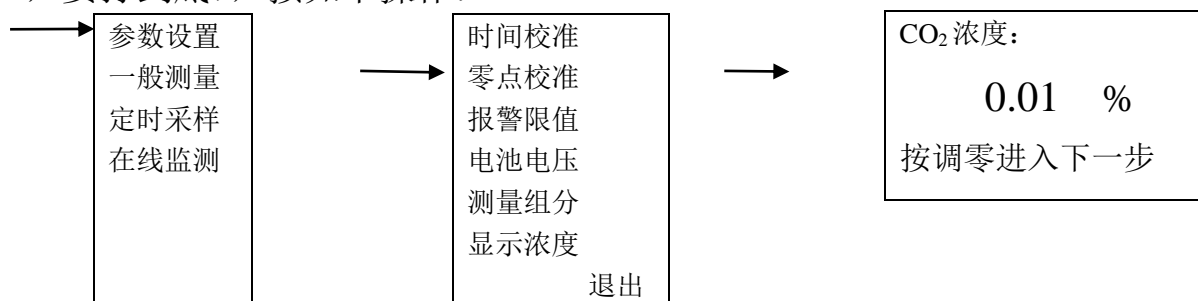 参数设置
一般测量
定时采样
在线监测
时间校准
零点校准
报警限值
电池电压
测量组分
显示浓度
退出
CO₂浓度：
0.01 %
按调零进入下一步